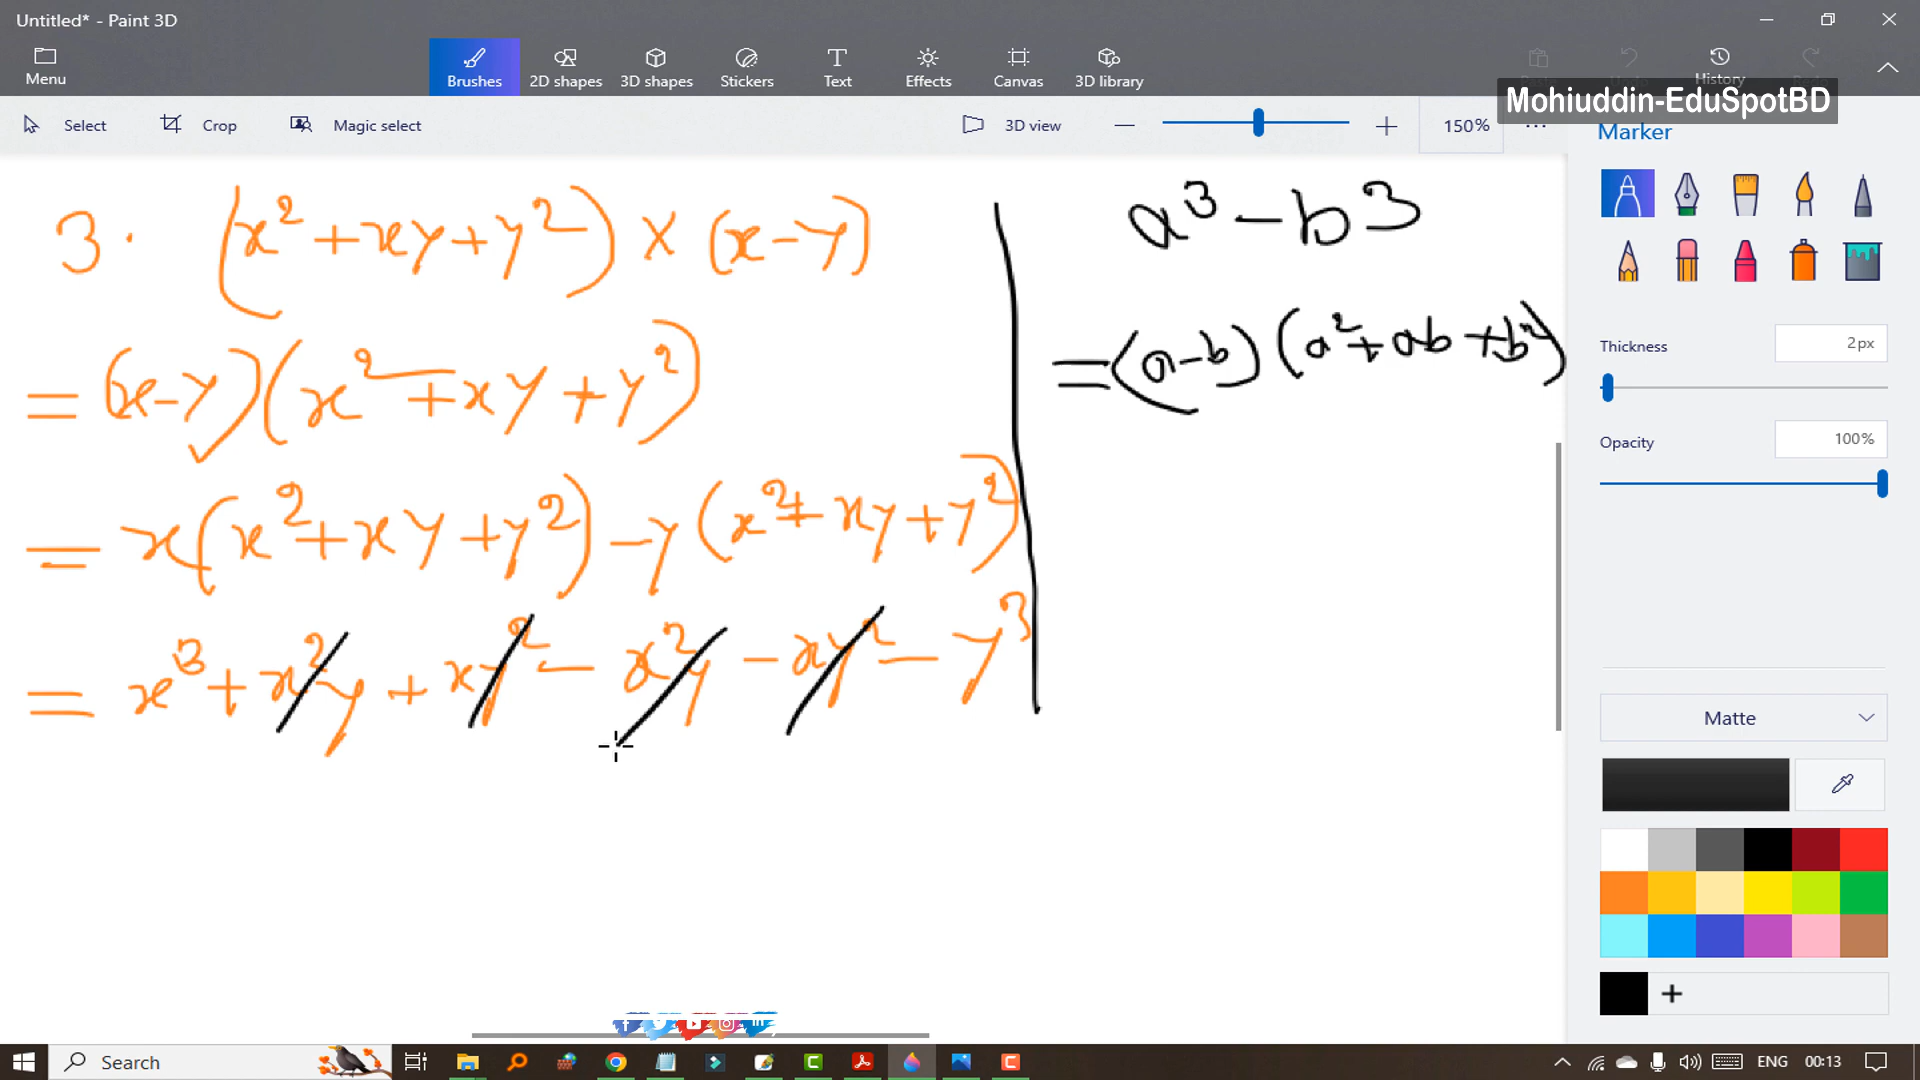 Untitled* - Paint 3D
Menu
Brushes
2D shapes
3D shapes
Stickers
Text
Effects
Canvas
3D library
History
Mohiuddin-EduSpotBD
Select
Crop
Magic select
3D view
150%
Marker
3. (x²+xy+y²) × (x-y)
= (x-y)(x²+xy+y²)
= x(x²+xy+y²) -y(x²+xy+y²)
= x³+x²y+xy²-x²y-xy²-y³
a³-b3
=(a-b)(a²+ab+b²)
Thickness
2px
Opacity
100%
Matte
Search
ENG
00:13